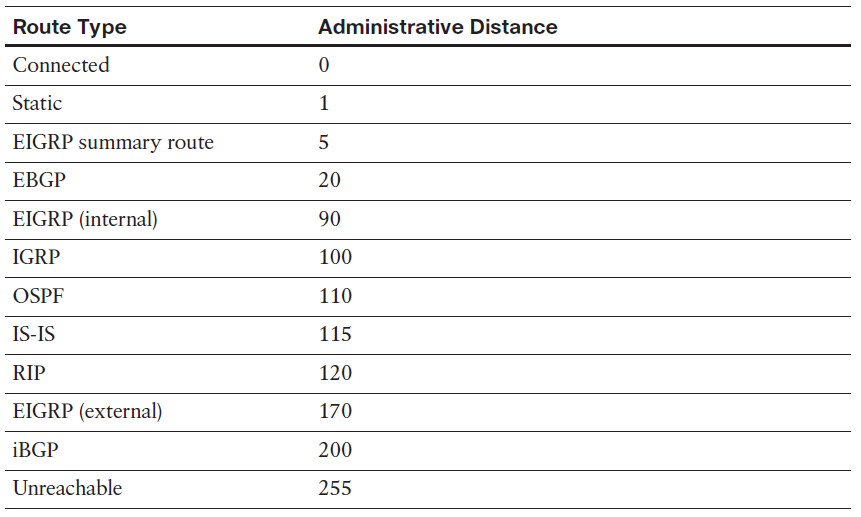 Route Type Administrative Distance
Connected 0
Static 1
EIGRP summary route 5
EBGP 20
EIGRP (internal) 90
IGRP 100
OSPF 110
IS-IS 115
RIP 120
EIGRP (external) 170
iBGP 200
Unreachable 255